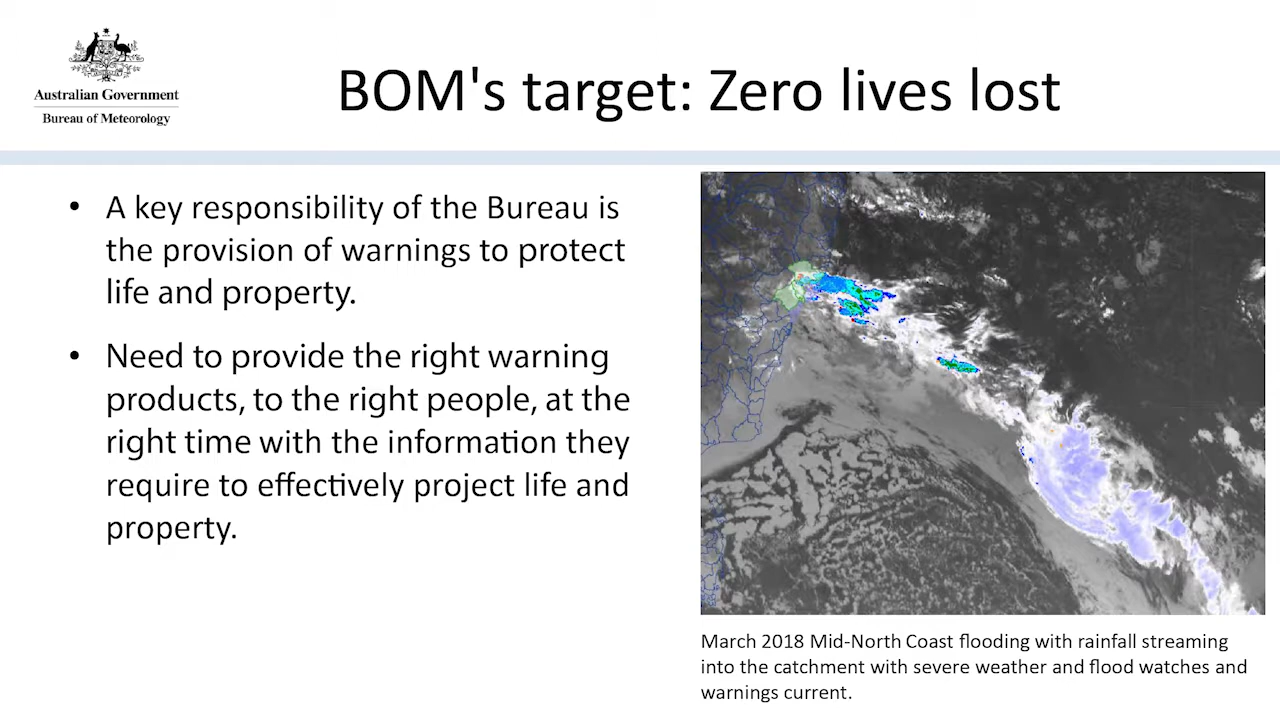 Australian Government
Bureau of Meteorology
BOM's target: Zero lives lost
• A key responsibility of the Bureau is
the provision of warnings to protect
life and property.
• Need to provide the right warning
products, to the right people, at the
right time with the information they
require to effectively project life and
property.
March 2018 Mid-North Coast flooding with rainfall streaming
into the catchment with severe weather and flood watches and
warnings current.